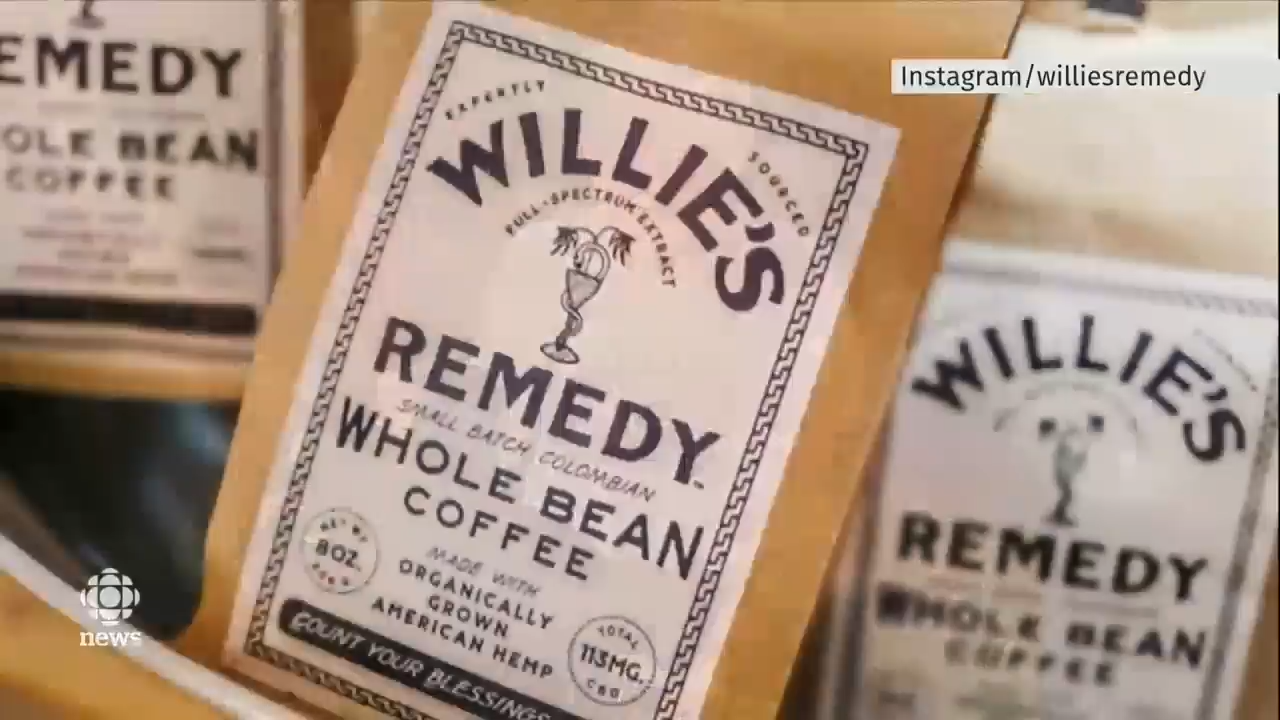 Instagram/williesremedy
EMEDY
OLE BEAN
COFFEE
EXPERTLY
SOURCED
WILLIE'S
FULL-SPECTRUM EXTRACT
REMEDY
SMALL BATCH COLOMBIAN
WHOLE BEAN
COFFEE
NET WT
8OZ.
MADE WITH
ORGANICALLY
GROWN
AMERICAN HEMP
TOTAL
113MG.
CBD
COUNT YOUR BLESSINGS
WILLIE'S
REMEDY
WHOLE BEAN
COFFEE
news